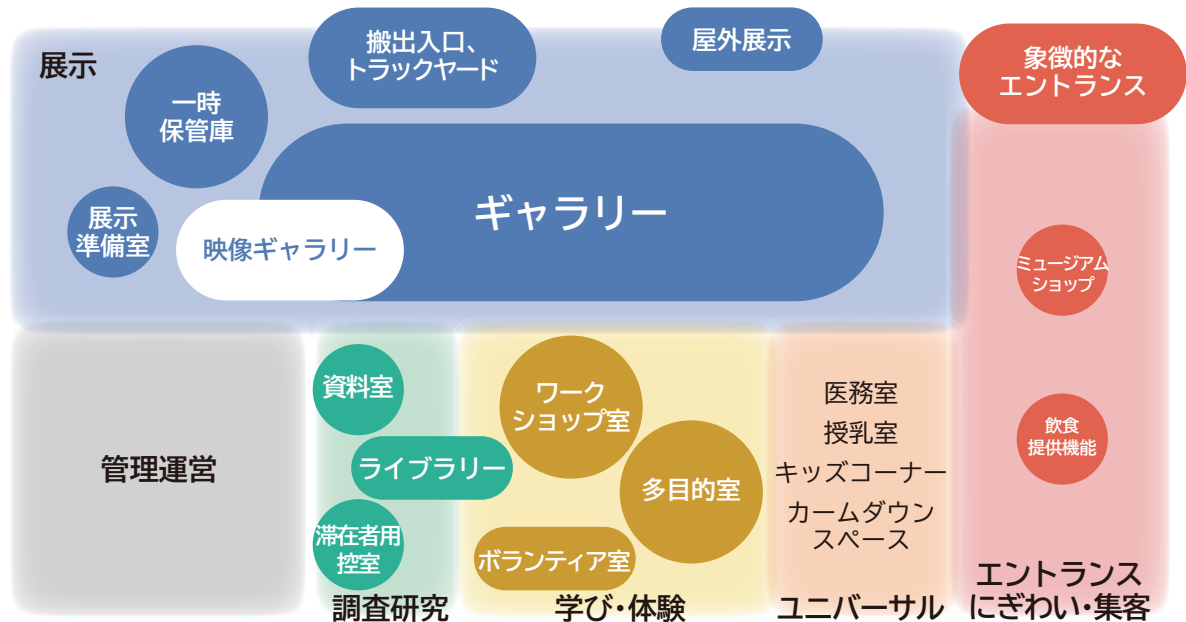 展示
搬出入口、
トラックヤード
屋外展示
象徴的な
エントランス
一時
保管庫
ギャラリー
展示
準備室
映像ギャラリー
ミュージアム
ショップ
管理運営
資料室
ライブラリー
滞在者用
控室
調査研究
ワーク
ショップ室
多目的室
ボランティア室
学び・体験
医務室
授乳室
キッズコーナー
カームダウン
スペース
ユニバーサル
飲食
提供機能
エントランス
にぎわい・集客